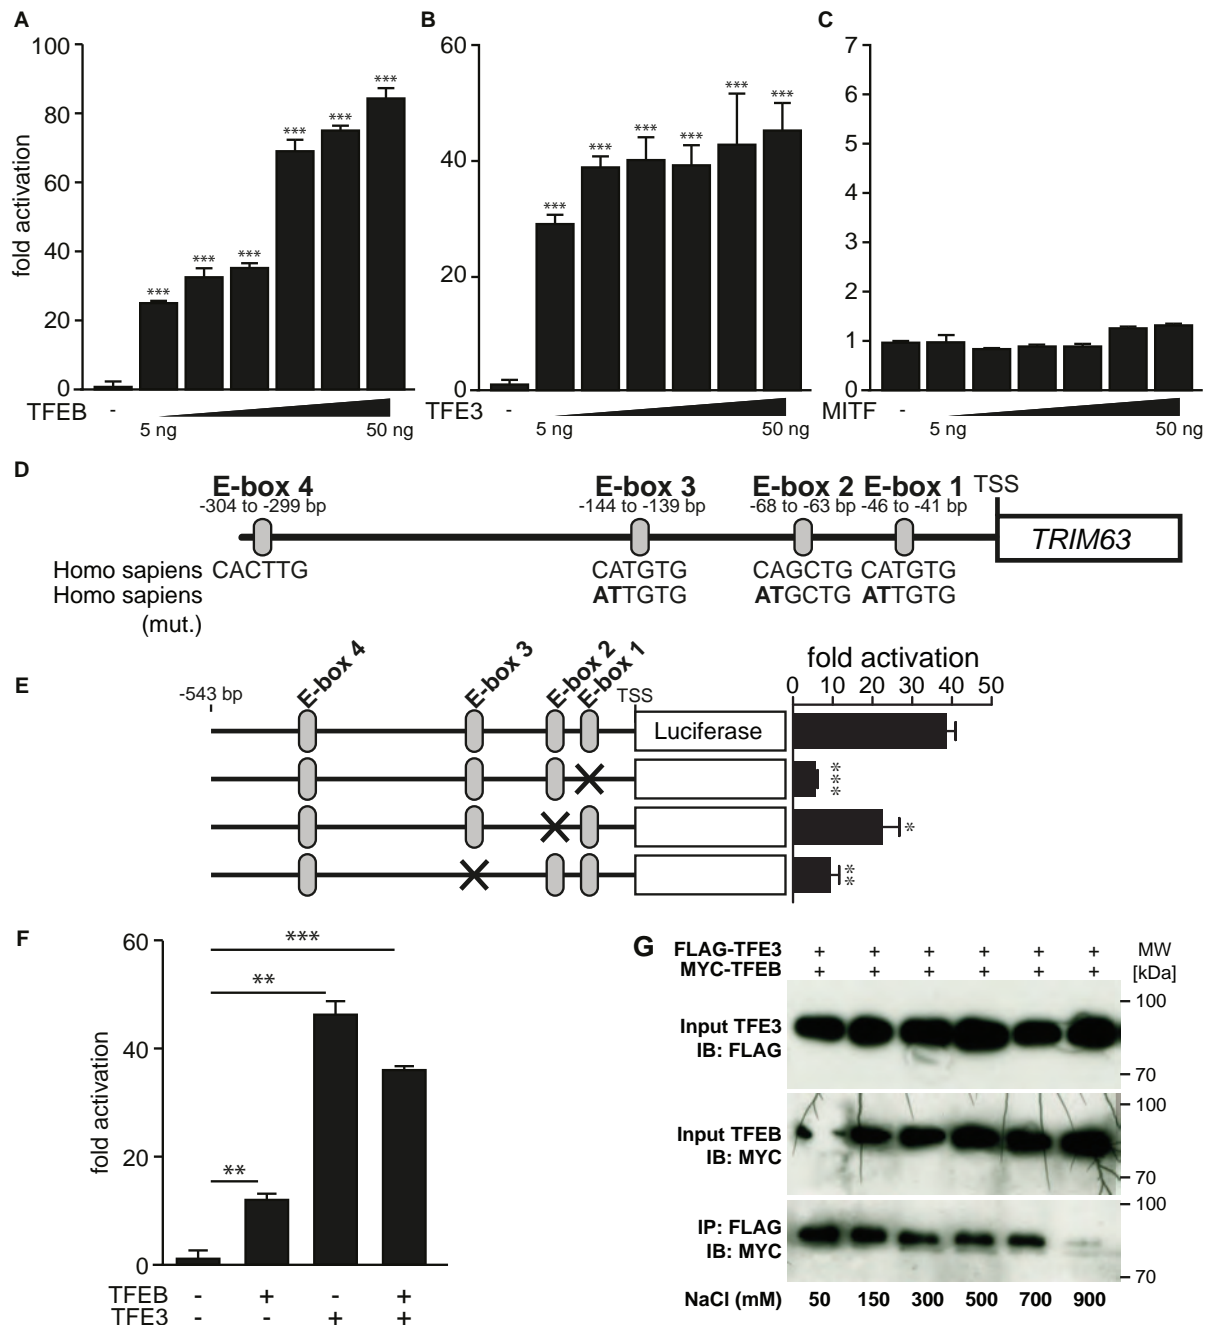 A
fold activation
100
80
60
40
20
0
***
***
***
***
***
***
TFEB
-
5 ng
50 ng
B
60
40
20
0
***
***
***
***
***
***
TFE3
-
5 ng
50 ng
C
7
6
5
4
3
2
1
0
MITF
-
5 ng
50 ng
D
E-box 4 E-box 3 E-box 2 E-box 1 TSS
-304 to -299 bp -144 to -139 bp -68 to -63 bp -46 to -41 bp
TRIM63
Homo sapiens CACTTG CATGTG CAGCTG CATGTG
Homo sapiens ATTGTG ATGCTG ATTGTG
(mut.)
E
-543 bp
E-box 4
E-box 3
E-box 2
E-box 1
TSS
Luciferase
fold activation
0 10 20 30 40 50
***
*
**
F
fold activation
60
40
20
0
***
**
**
TFEB - + - +
TFE3 - - + +
G
FLAG-TFE3 + + + + + + MW
MYC-TFEB + + + + + + [kDa]
Input TFE3
IB: FLAG
100
70
Input TFEB
IB: MYC
100
70
IP: FLAG
IB: MYC
100
70
NaCl (mM) 50 150 300 500 700 900